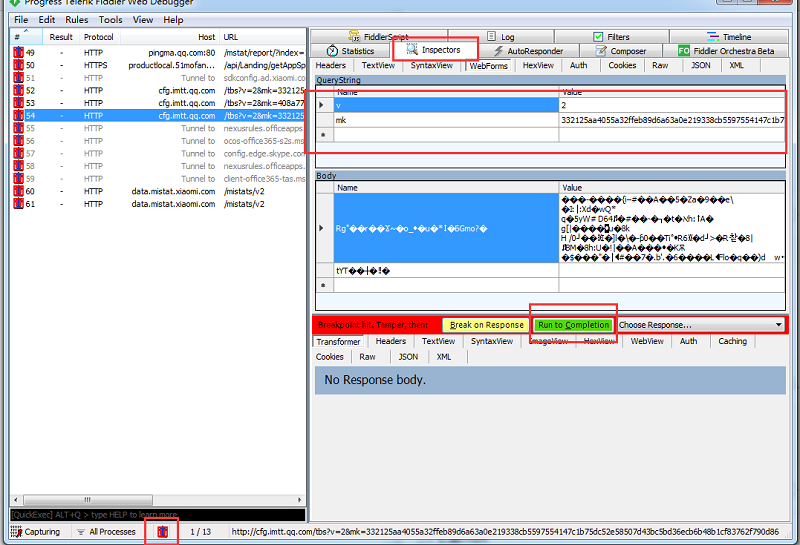 Progress Telerik Fiddler Web Debugger
File Edit Rules Tools View Help
# Result Protocol Host URL
49 - HTTP pingma.qq.com:80 /mstat/report/?index=
50 - HTTPS productlocal.51mofan... /api/Landing/getAppSp
51 - HTTP Tunnel to sdkconfig.ad.xiaomi.co
52 - HTTP cfg.imtt.qq.com /tbs?v=2&mk=332125
53 - HTTP cfg.imtt.qq.com /tbs?v=2&mk=408a77
54 - HTTP cfg.imtt.qq.com /tbs?v=2&mk=332125
55 - HTTP Tunnel to nexusrules.officeapps.
56 - HTTP Tunnel to ocos-office365-s2s.ms
57 - HTTP Tunnel to config.edge.skype.com
58 - HTTP Tunnel to nexusrules.officeapps.
59 - HTTP Tunnel to client-office365-tas.ms
60 - HTTP data.mistat.xiaomi.com /mistats/v2
61 - HTTP data.mistat.xiaomi.com /mistats/v2
[QuickExec] ALT+Q > type HELP to learn more
FiddlerScript Log Filters Timeline
Statistics Inspectors AutoResponder Composer Fiddler Orchestra Beta
Headers TextView SyntaxView WebForms HexView Auth Cookies Raw JSON XML
QueryString
Name Value
v 2
mk 332125aa4055a32ffeb89d6a63a0e219338cb5597554147c1b7
Body
Name Value
Breakpoint hit. Tamper, then: Break on Response Run to Completion Choose Response...
Transformer Headers TextView SyntaxView ImageView HexView WebView Auth Caching
Cookies Raw JSON XML
No Response body.
Capturing All Processes 1 / 13 http://cfg.imtt.qq.com/tbs?v=2&mk=332125aa4055a32ffeb89d6a63a0e219338cb5597554147c1b75dc52e58507d43bc5bd36ecb6b48b1cf83762f790d86